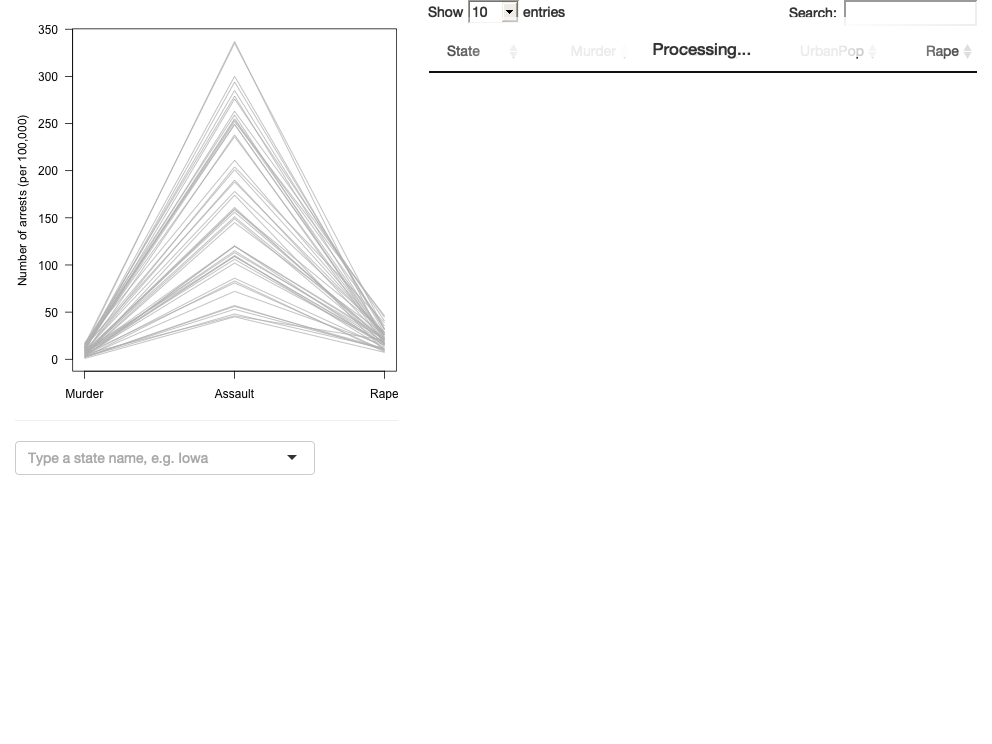 350
300
250
200
150
100
50
0
Number of arrests (per 100,000)
Murder Assault Rape
Type a state name, e.g. Iowa
Show 10 entries
Search:
State Murder Processing... UrbanPop Rape